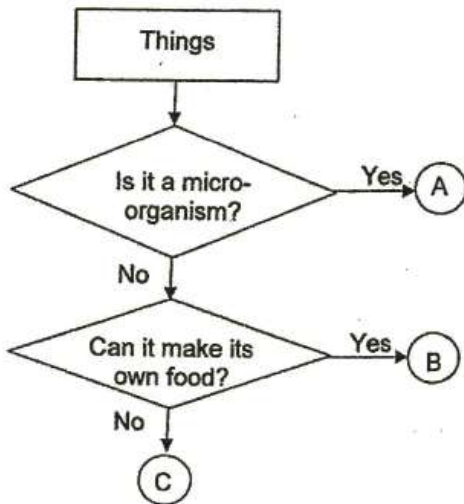 Things
Is it a micro-
organism?
Yes
A
No
Can it make its
own food?
Yes
B
No
C